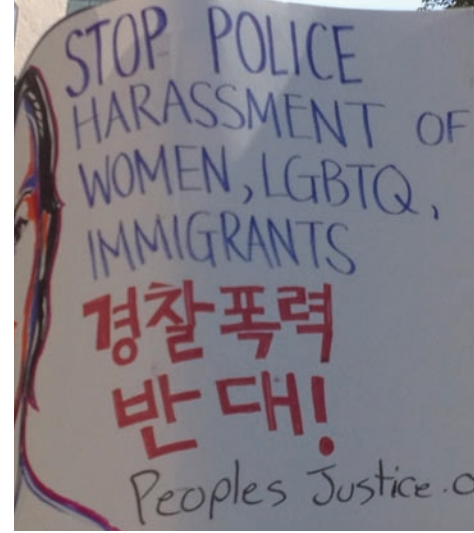 STOP POLICE
HARASSMENT OF
WOMEN, LGBTQ,
IMMIGRANTS
경찰폭력
반대!
Peoples Justice.o